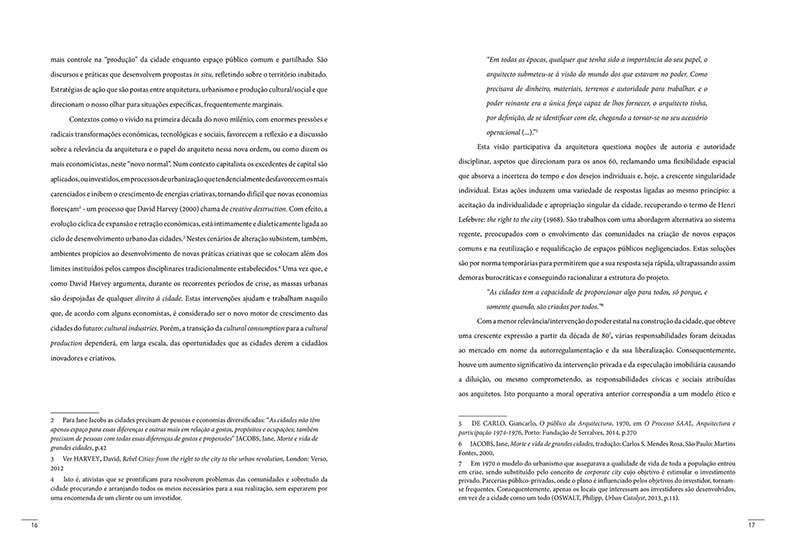 mais controle na “produção” da cidade enquanto espaço público comum e partilhado. São
discursos e práticas que desenvolvem propostas in situ, refletindo sobre o território inabitado.
Estratégias de ação que são postas entre arquitetura, urbanismo e produção cultural/social e que
direcionam o nosso olhar para situações específicas, frequentemente marginais.
Contextos como o vivido na primeira década do novo milénio, com enormes pressões e
radicais transformações económicas, tecnológicas e sociais, favorecem a reflexão e a discussão
sobre a relevância da arquitetura e o papel do arquiteto nessa nova ordem, ou como dizem os
mais economicistas, neste “novo normal”. Num contexto capitalista os excedentes de capital são
aplicados, ou investidos, em processos de urbanização que tendencialmente desfavorecem os mais
carenciados e inibem o crescimento de energias criativas, tornando difícil que novas economias
floresçam² - um processo que David Harvey (2000) chama de creative destruction. Com efeito, a
evolução cíclica de expansão e retração económicas, está intimamente e dialeticamente ligada ao
ciclo de desenvolvimento urbano das cidades.³ Nestes cenários de alteração subsistem, também,
ambientes propícios ao desenvolvimento de novas práticas criativas que se colocam além dos
limites instituídos pelos campos disciplinares tradicionalmente estabelecidos.⁴ Uma vez que, e
como David Harvey argumenta, durante os recorrentes períodos de crise, as massas urbanas
são despojadas de qualquer direito à cidade. Estas intervenções ajudam e trabalham naquilo
que, de acordo com alguns economistas, é considerado ser o novo motor de crescimento das
cidades do futuro: cultural industries. Porém, a transição da cultural consumption para a cultural
production dependerá, em larga escala, das oportunidades que as cidades derem a cidadãos
inovadores e criativos.
2 Para Jane Jacobs as cidades precisam de pessoas e economias diversificadas: “As cidades não têm
apenas espaço para essas diferenças e outras mais em relação a gostos, propósitos e ocupações; também
precisam de pessoas com todas essas diferenças de gostos e propensões” JACOBS, Jane, Morte e vida de
grandes cidades, p,42
3 Ver HARVEY, David, Rebel Cities: from the right to the city to the urban revolution, London: Verso,
2012
4 Isto é, ativistas que se prontificam para resolverem problemas das comunidades e sobretudo da
cidade procurando e arranjando todos os meios necessários para a sua realização, sem esperarem por
uma encomenda de um cliente ou um investidor.
16
“Em todas as épocas, qualquer que tenha sido a importância do seu papel, o
arquitecto submeteu-se à visão do mundo dos que estavam no poder. Como
precisava de dinheiro, materiais, terrenos e autoridade para trabalhar, e o
poder reinante era a única força capaz de lhos fornecer, o arquitecto tinha,
por definição, de se identificar com ele, chegando a tornar-se no seu acessório
operacional (...).”⁵
Esta visão participativa da arquitetura questiona noções de autoria e autoridade
disciplinar, aspetos que direcionam para os anos 60, reclamando uma flexibilidade espacial
que absorva a incerteza do tempo e dos desejos individuais e, hoje, a crescente singularidade
individual. Estas ações induzem uma variedade de respostas ligadas ao mesmo princípio: a
aceitação da individualidade e apropriação singular da cidade, recuperando o termo de Henri
Lefebvre: the right to the city (1968). São trabalhos com uma abordagem alternativa ao sistema
regente, preocupados com o envolvimento das comunidades na criação de novos espaços
comuns e na reutilização e requalificação de espaços públicos negligenciados. Estas soluções
são por norma temporárias para permitirem que a sua resposta seja rápida, ultrapassando assim
demoras burocráticas e conseguindo racionalizar a estrutura do projeto.
“As cidades tem a capacidade de proporcionar algo para todos, só porque, e
somente quando, são criadas por todos.”⁶
Com a menor relevância/intervenção do poder estatal na construção da cidade, que obteve
uma crescente expressão a partir da década de 80⁷, várias responsabilidades foram deixadas
ao mercado em nome da autorregulamentação e da sua liberalização. Consequentemente,
houve um aumento significativo da intervenção privada e da especulação imobiliária causando
a diluição, ou mesmo comprometendo, as responsabilidades cívicas e sociais atribuídas
aos arquitetos. Isto porquanto a moral operativa anterior correspondia a um modelo ético e
5 DE CARLO, Giancarlo, O público da Arquitectura, 1970, em O Processo SAAL, Arquitectura e
participação 1974-1976, Porto: Fundação de Serralves, 2014, p.270
6 JACOBS, Jane, Morte e vida de grandes cidades, tradução: Carlos S. Mendes Rosa, São Paulo: Martins
Fontes, 2000,
7 Em 1970 o modelo do urbanismo que assegurava a qualidade de vida de toda a população entrou
em crise, sendo substituído pelo conceito de corporate city cujo objetivo é estimular o investimento
privado. Parcerias público-privadas, onde o plano é influenciado pelos objetivos do investidor, tornam-
se frequentes. Consequentemente, apenas os locais que interessam aos investidores são desenvolvidos,
em vez de a cidade como um todo (OSWALT, Philipp, Urban Catalyst, 2013, p.11).
17